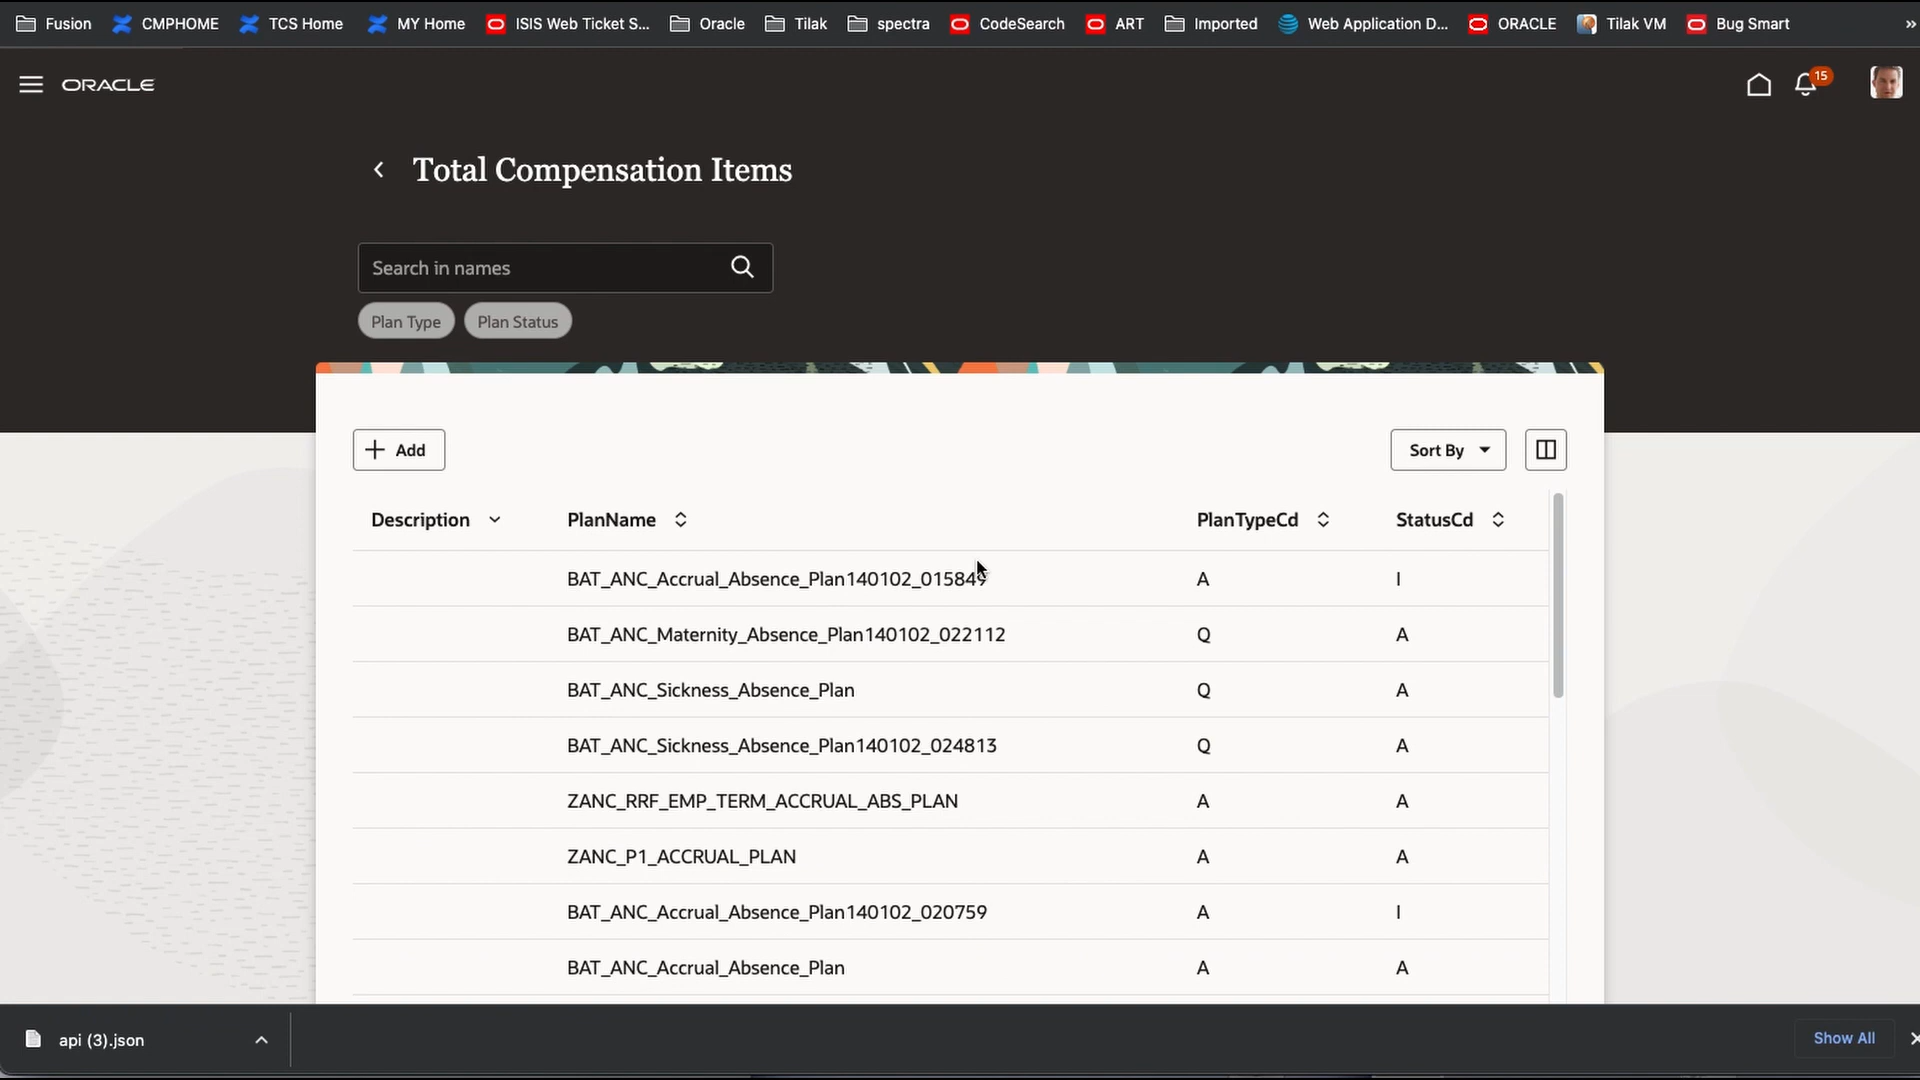 Fusion CMPHOME TCS Home MY Home ISIS Web Ticket S... Oracle Tilak spectra CodeSearch ART Imported Web Application D... ORACLE Tilak VM Bug Smart »
ORACLE 15
Total Compensation Items
Search in names
Plan Type Plan Status
Add Sort By
Description PlanName PlanTypeCd StatusCd
BAT_ANC_Accrual_Absence_Plan140102_015849 A I
BAT_ANC_Maternity_Absence_Plan140102_022112 Q A
BAT_ANC_Sickness_Absence_Plan Q A
BAT_ANC_Sickness_Absence_Plan140102_024813 Q A
ZANC_RRF_EMP_TERM_ACCRUAL_ABS_PLAN A A
ZANC_P1_ACCRUAL_PLAN A A
BAT_ANC_Accrual_Absence_Plan140102_020759 A I
BAT_ANC_Accrual_Absence_Plan A A
api (3).json Show All